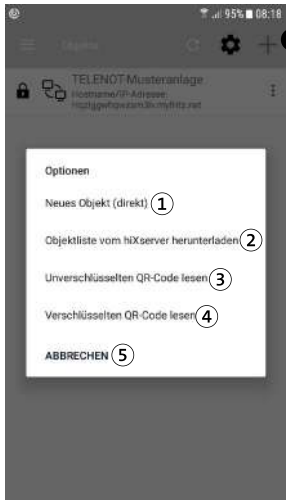 95% 08:18
Objekte
TELENOT Musteranlage
Hostname/IP-Adresse:
Optionen
Neues Objekt (direkt) 1
Objektliste vom hiXserver herunterladen 2
Unverschlüsselten QR-Code lesen 3
Verschlüsselten QR-Code lesen 4
ABBRECHEN 5